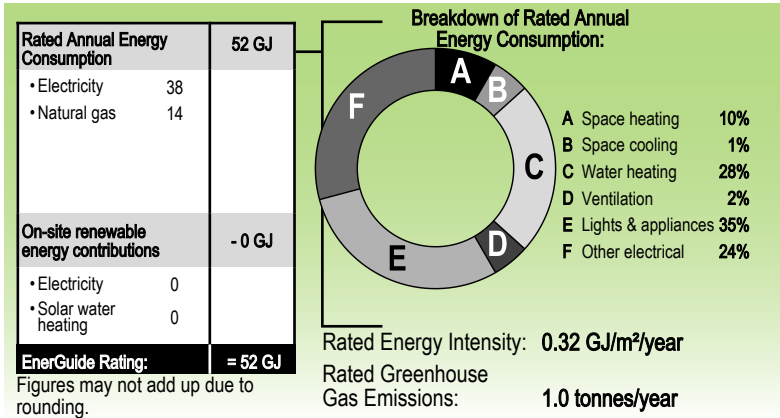 Rated Annual Energy
Consumption
52 GJ
• Electricity 38
• Natural gas 14
On-site renewable
energy contributions
- 0 GJ
• Electricity 0
• Solar water
heating 0
EnerGuide Rating: = 52 GJ
Figures may not add up due to
rounding.
Breakdown of Rated Annual
Energy Consumption:
A
B
C
D
E
F
A Space heating 10%
B Space cooling 1%
C Water heating 28%
D Ventilation 2%
E Lights & appliances 35%
F Other electrical 24%
Rated Energy Intensity: 0.32 GJ/m²/year
Rated Greenhouse
Gas Emissions: 1.0 tonnes/year